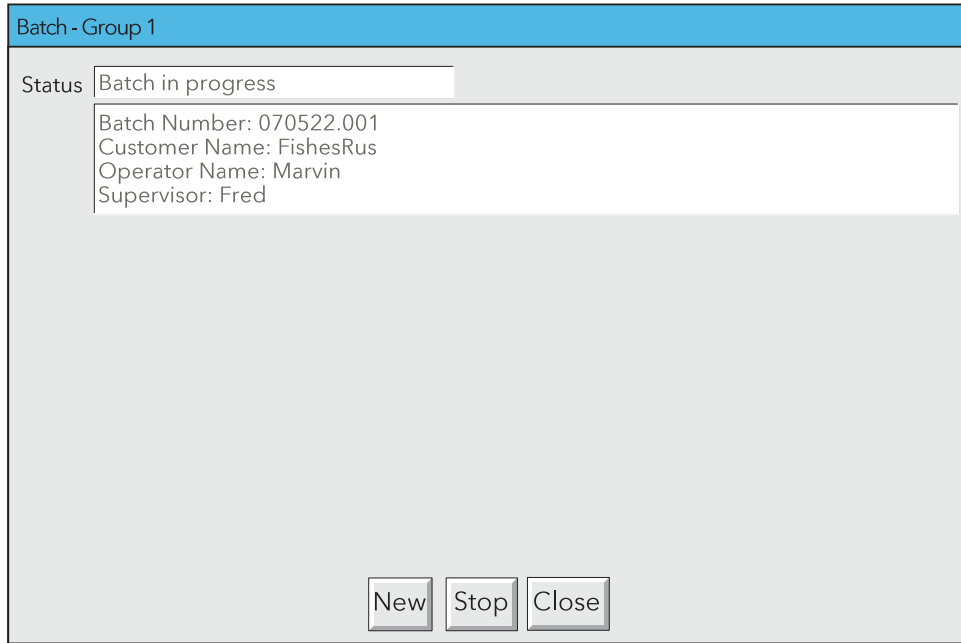 Batch - Group 1
Status Batch in progress
Batch Number: 070522.001
Customer Name: FishesRus
Operator Name: Marvin
Supervisor: Fred
New Stop Close